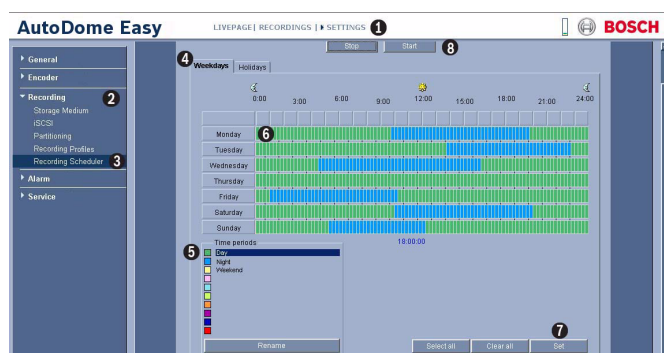 AutoDome Easy LIVEPAGE| RECORDINGS | SETTINGS 1 BOSCH
Stop Start 8
4 Weekdays Holidays
General
Encoder
Recording 2
Storage Medium
iSCSI
Partitioning
Recording Profiles
Recording Scheduler 3
Alarm
Service
0:00 3:00 6:00 9:00 12:00 15:00 18:00 21:00 24:00
Monday 6
Tuesday
Wednesday
Thursday
Friday
Saturday
Sunday
Time periods 18:00:00
5 Day
Night
Weekend
7
Rename Select all Clear all Set